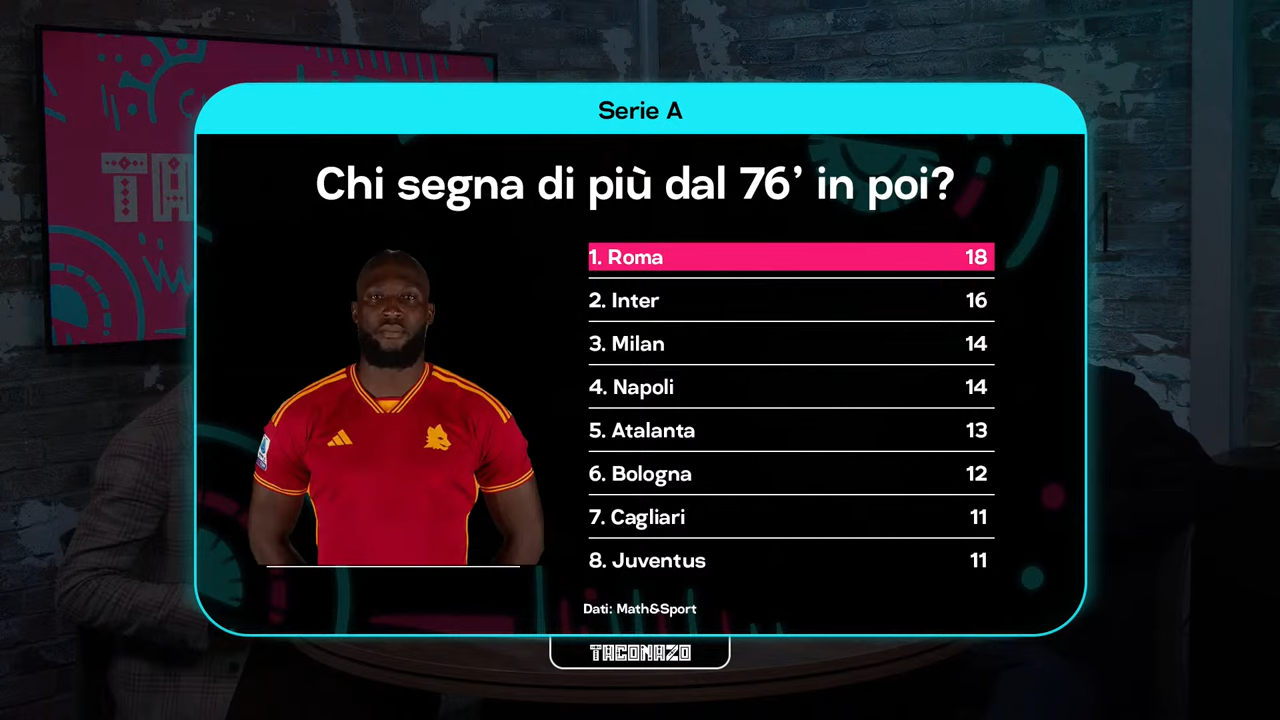 Serie A
Chi segna di più dal 76’ in poi?
1. Roma 18
2. Inter 16
3. Milan 14
4. Napoli 14
5. Atalanta 13
6. Bologna 12
7. Cagliari 11
8. Juventus 11
Dati: Math&Sport
TACONAZO